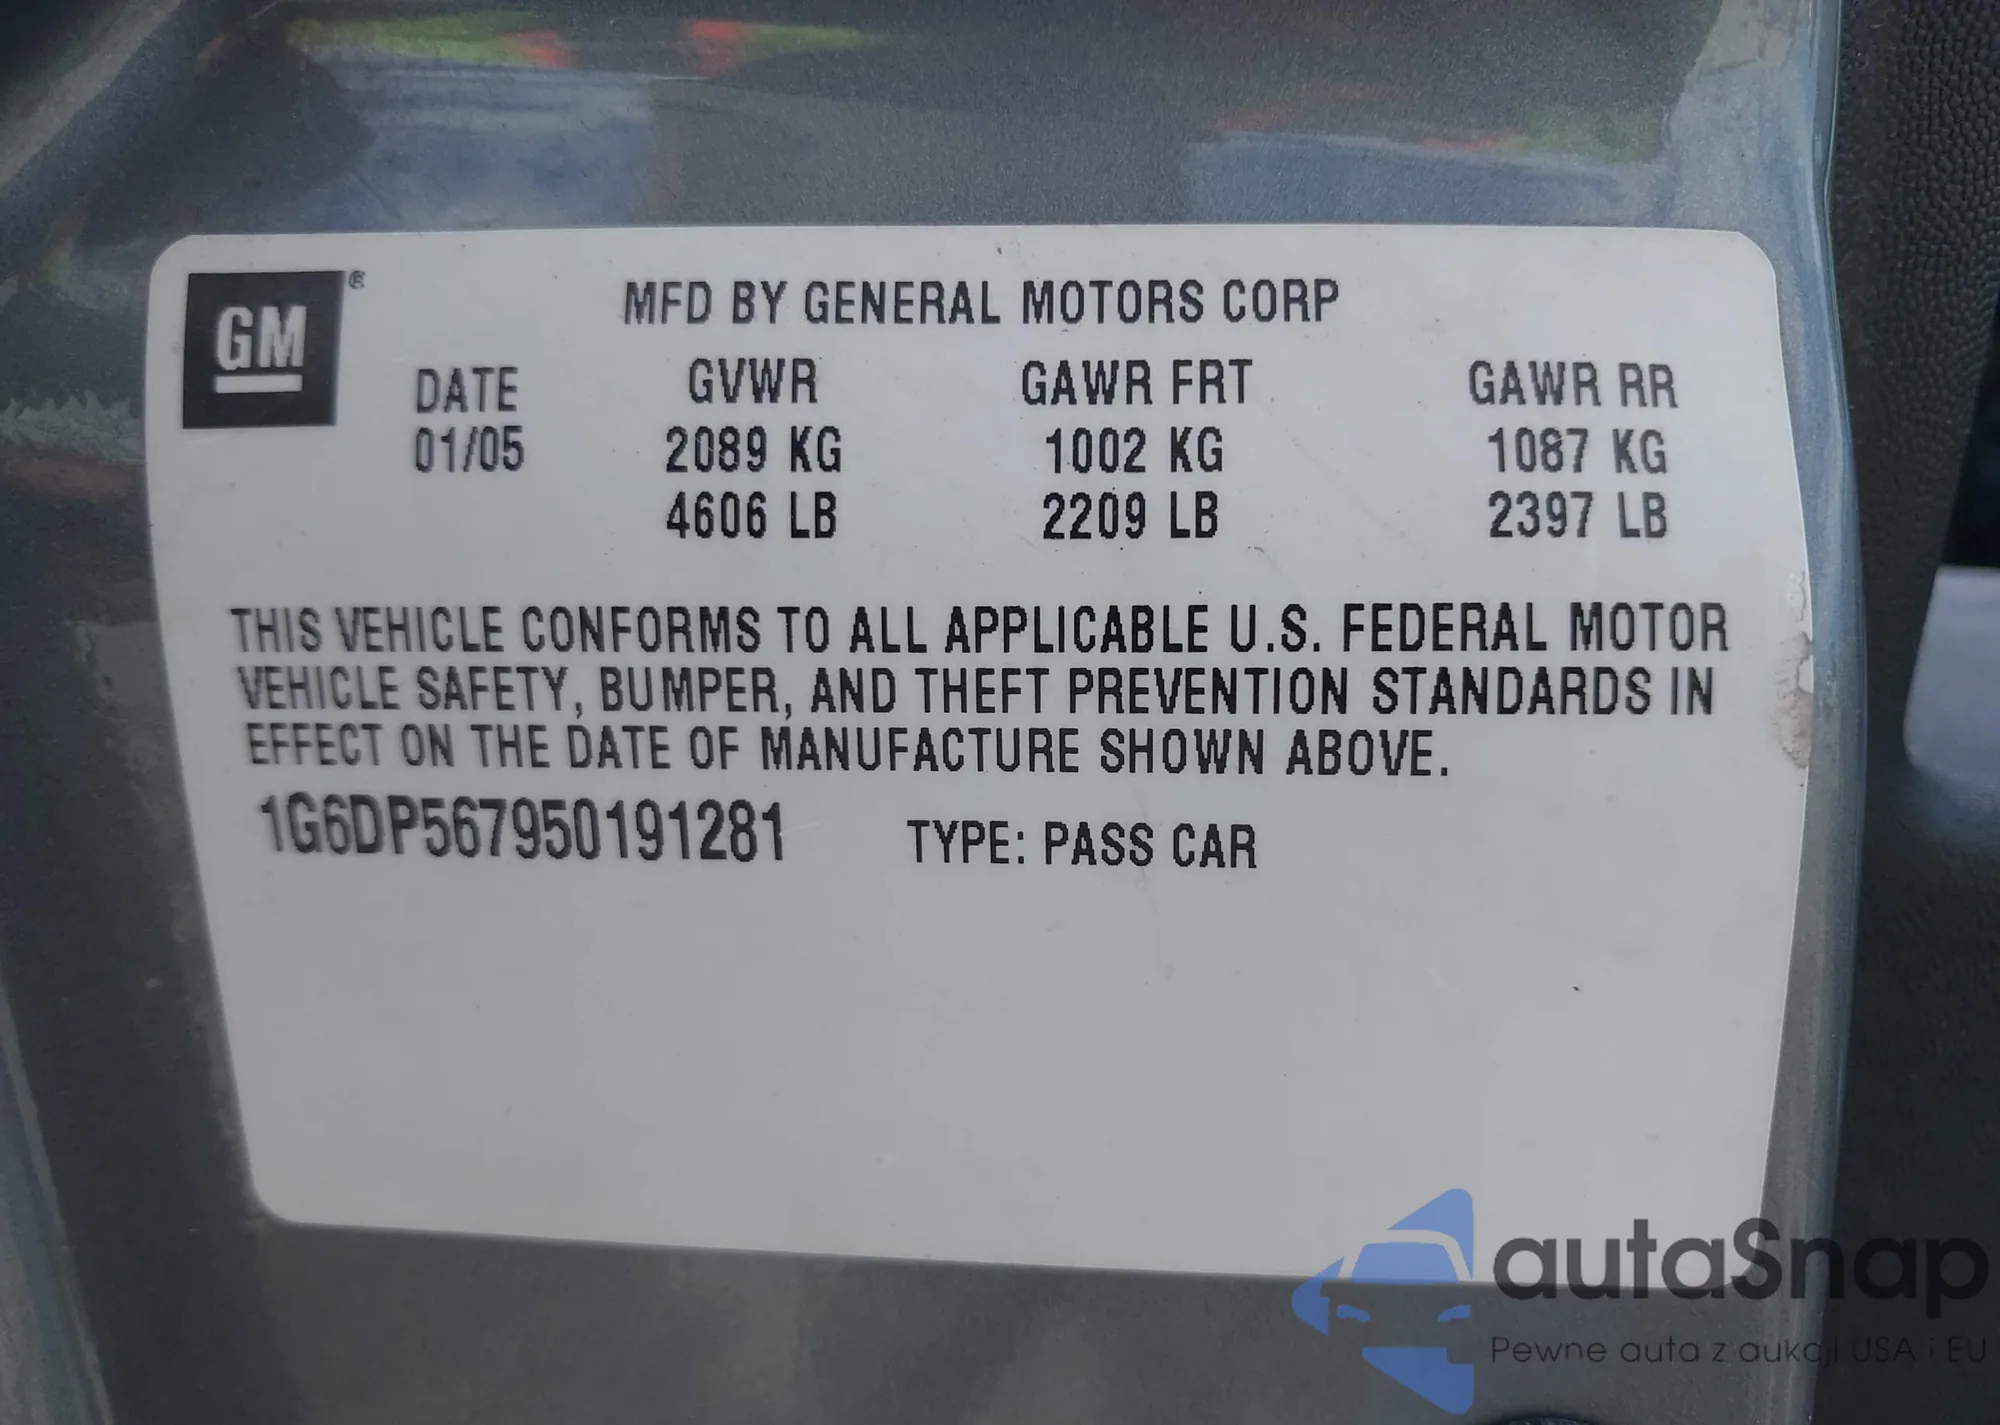 GM ®
MFD BY GENERAL MOTORS CORP
DATE GVWR GAWR FRT GAWR RR
01/05 2089 KG 1002 KG 1087 KG
4606 LB 2209 LB 2397 LB
THIS VEHICLE CONFORMS TO ALL APPLICABLE U.S. FEDERAL MOTOR
VEHICLE SAFETY, BUMPER, AND THEFT PREVENTION STANDARDS IN
EFFECT ON THE DATE OF MANUFACTURE SHOWN ABOVE.
1G6DP567950191281 TYPE: PASS CAR
autaSnap
Pewne auta z aukcji USA i EU